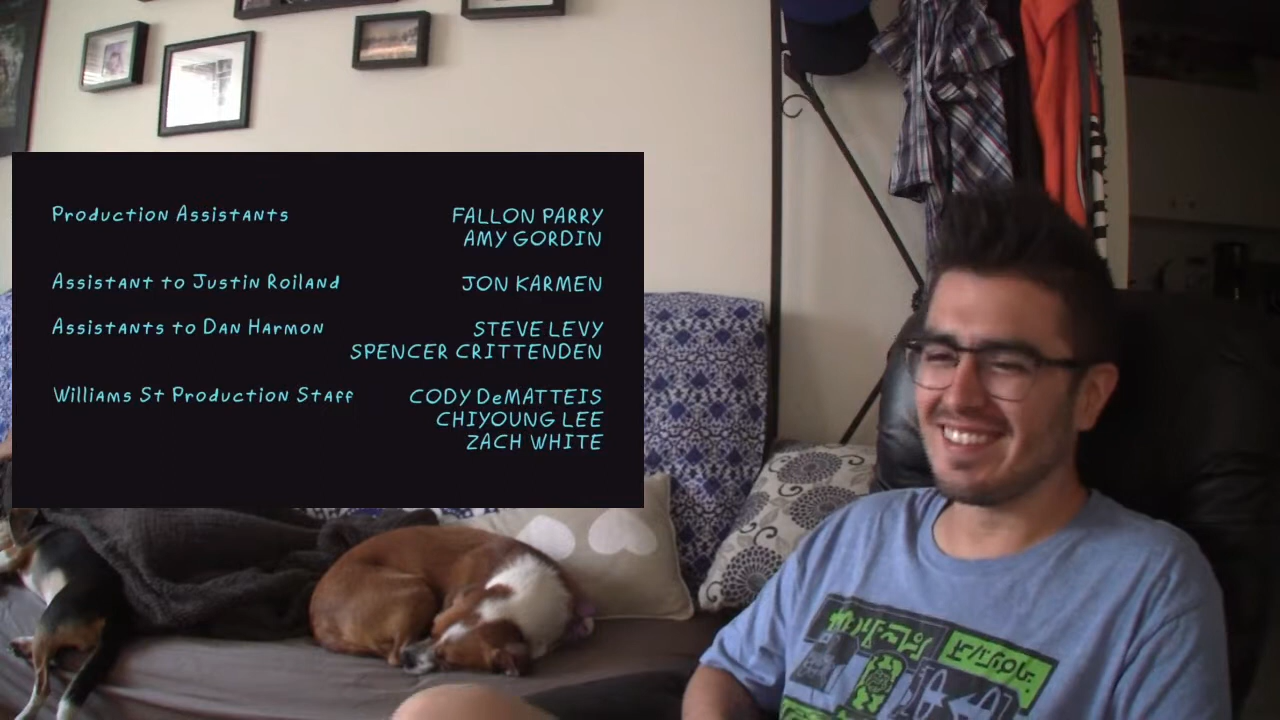 Production Assistants FALLON PARRY
AMY GORDIN
Assistant to Justin Roiland JON KARMEN
Assistants to Dan Harmon STEVE LEVY
SPENCER CRITTENDEN
Williams St Production Staff CODY DeMATTEIS
CHIYOUNG LEE
ZACH WHITE